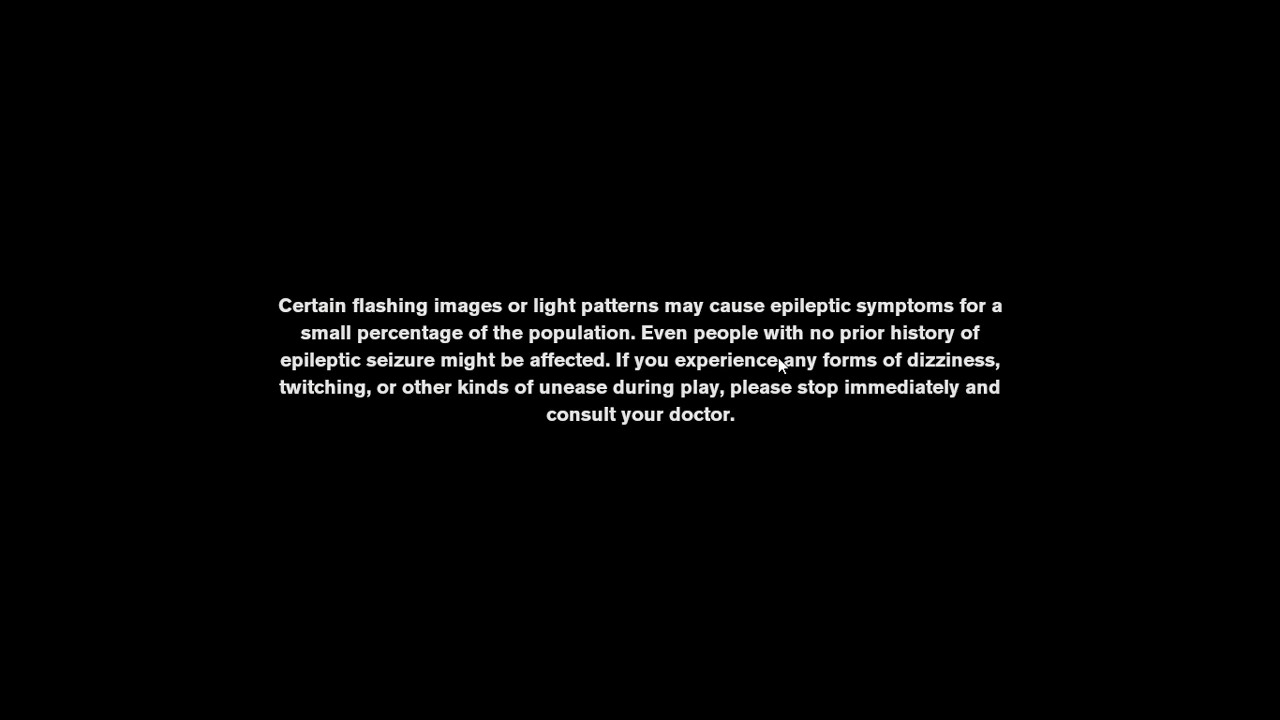 Certain flashing images or light patterns may cause epileptic symptoms for a
small percentage of the population. Even people with no prior history of
epileptic seizure might be affected. If you experience any forms of dizziness,
twitching, or other kinds of unease during play, please stop immediately and
consult your doctor.